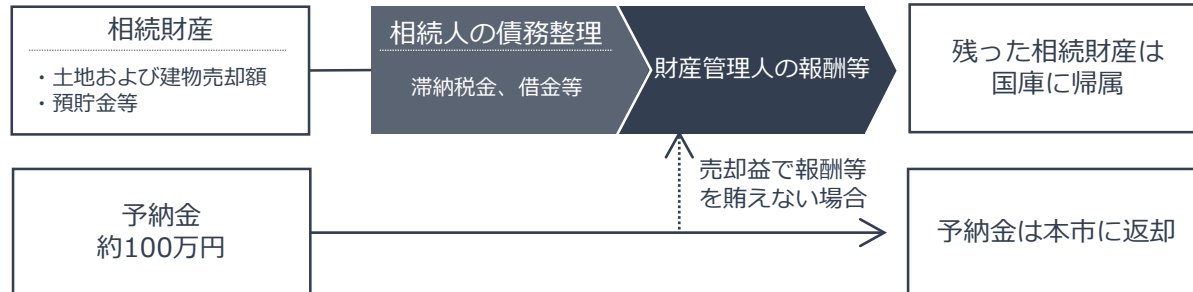 相続財産
・土地および建物売却額
・預貯金等
相続人の債務整理
滞納税金、借金等
財産管理人の報酬等
残った相続財産は
国庫に帰属
予納金
約100万円
売却益で報酬等
を賄えない場合
予納金は本市に返却